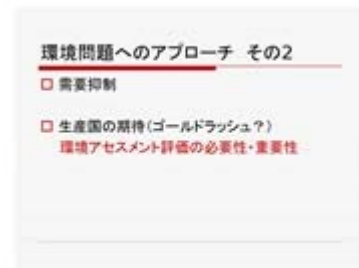 環境問題へのアプローチ その2
需要抑制
生産国の期待(ゴールドラッシュ?)
環境アセスメント評価の必要性・重要性